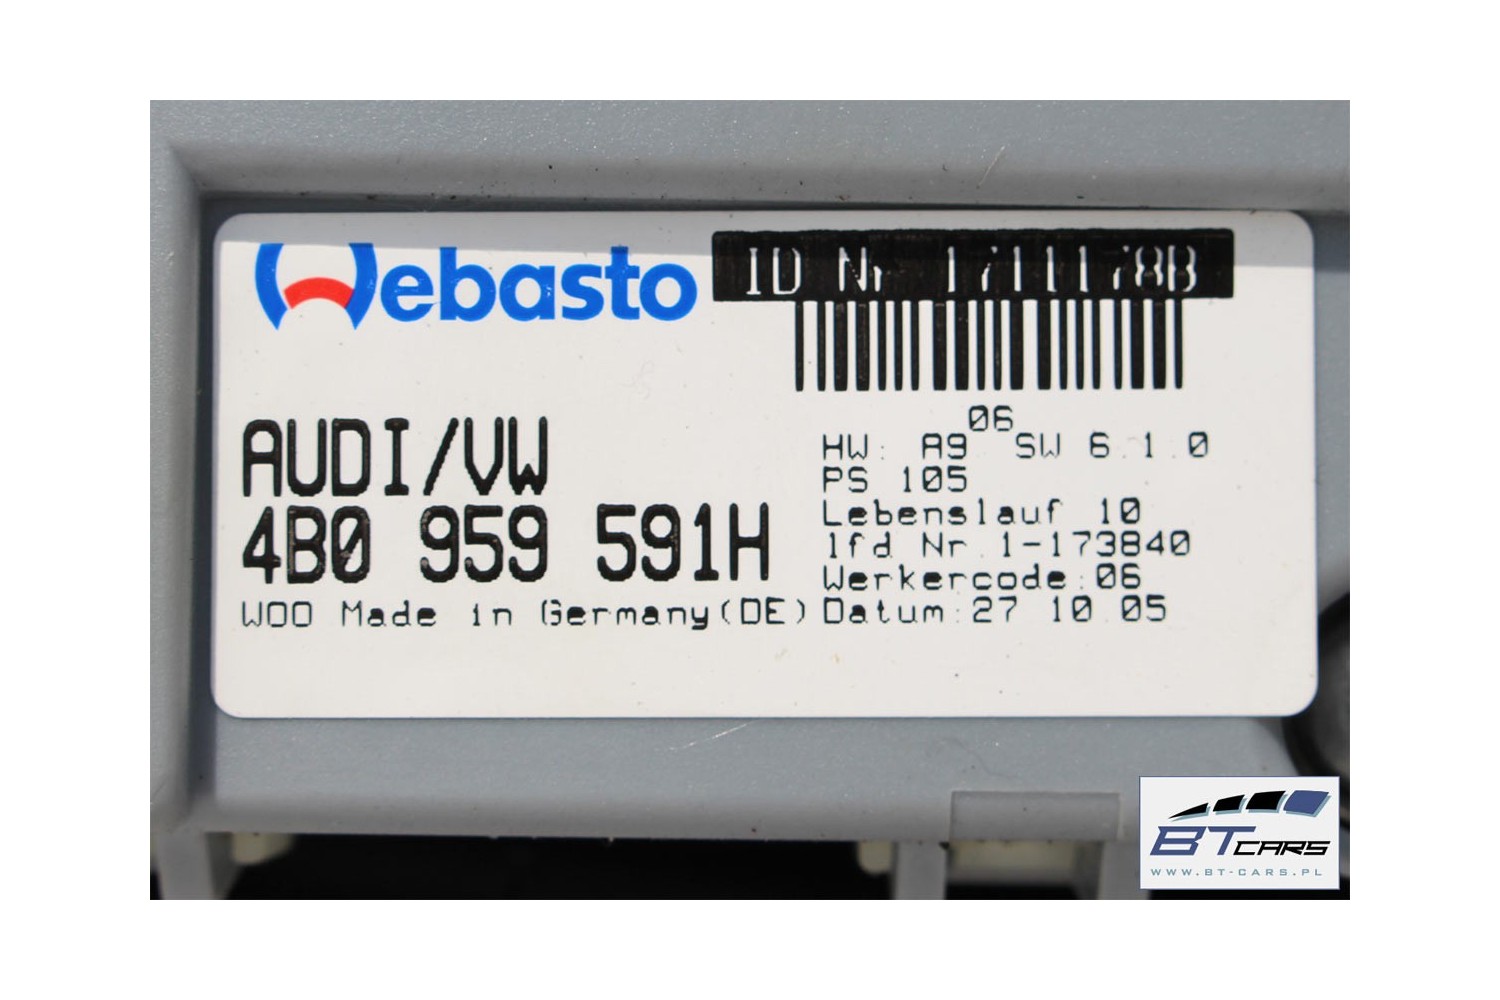 Webasto
ID Nr 1711178B
AUDI/VW
4B0 959 591H
WOO Made in Germany(DE)
06
HW: A9 SW 6.1.0
PS 105
Lebenslauf 10
lfd Nr.1-173840
Werkercode:06
Datum:27 10 05
BT CARS
WWW.BT-CARS.PL